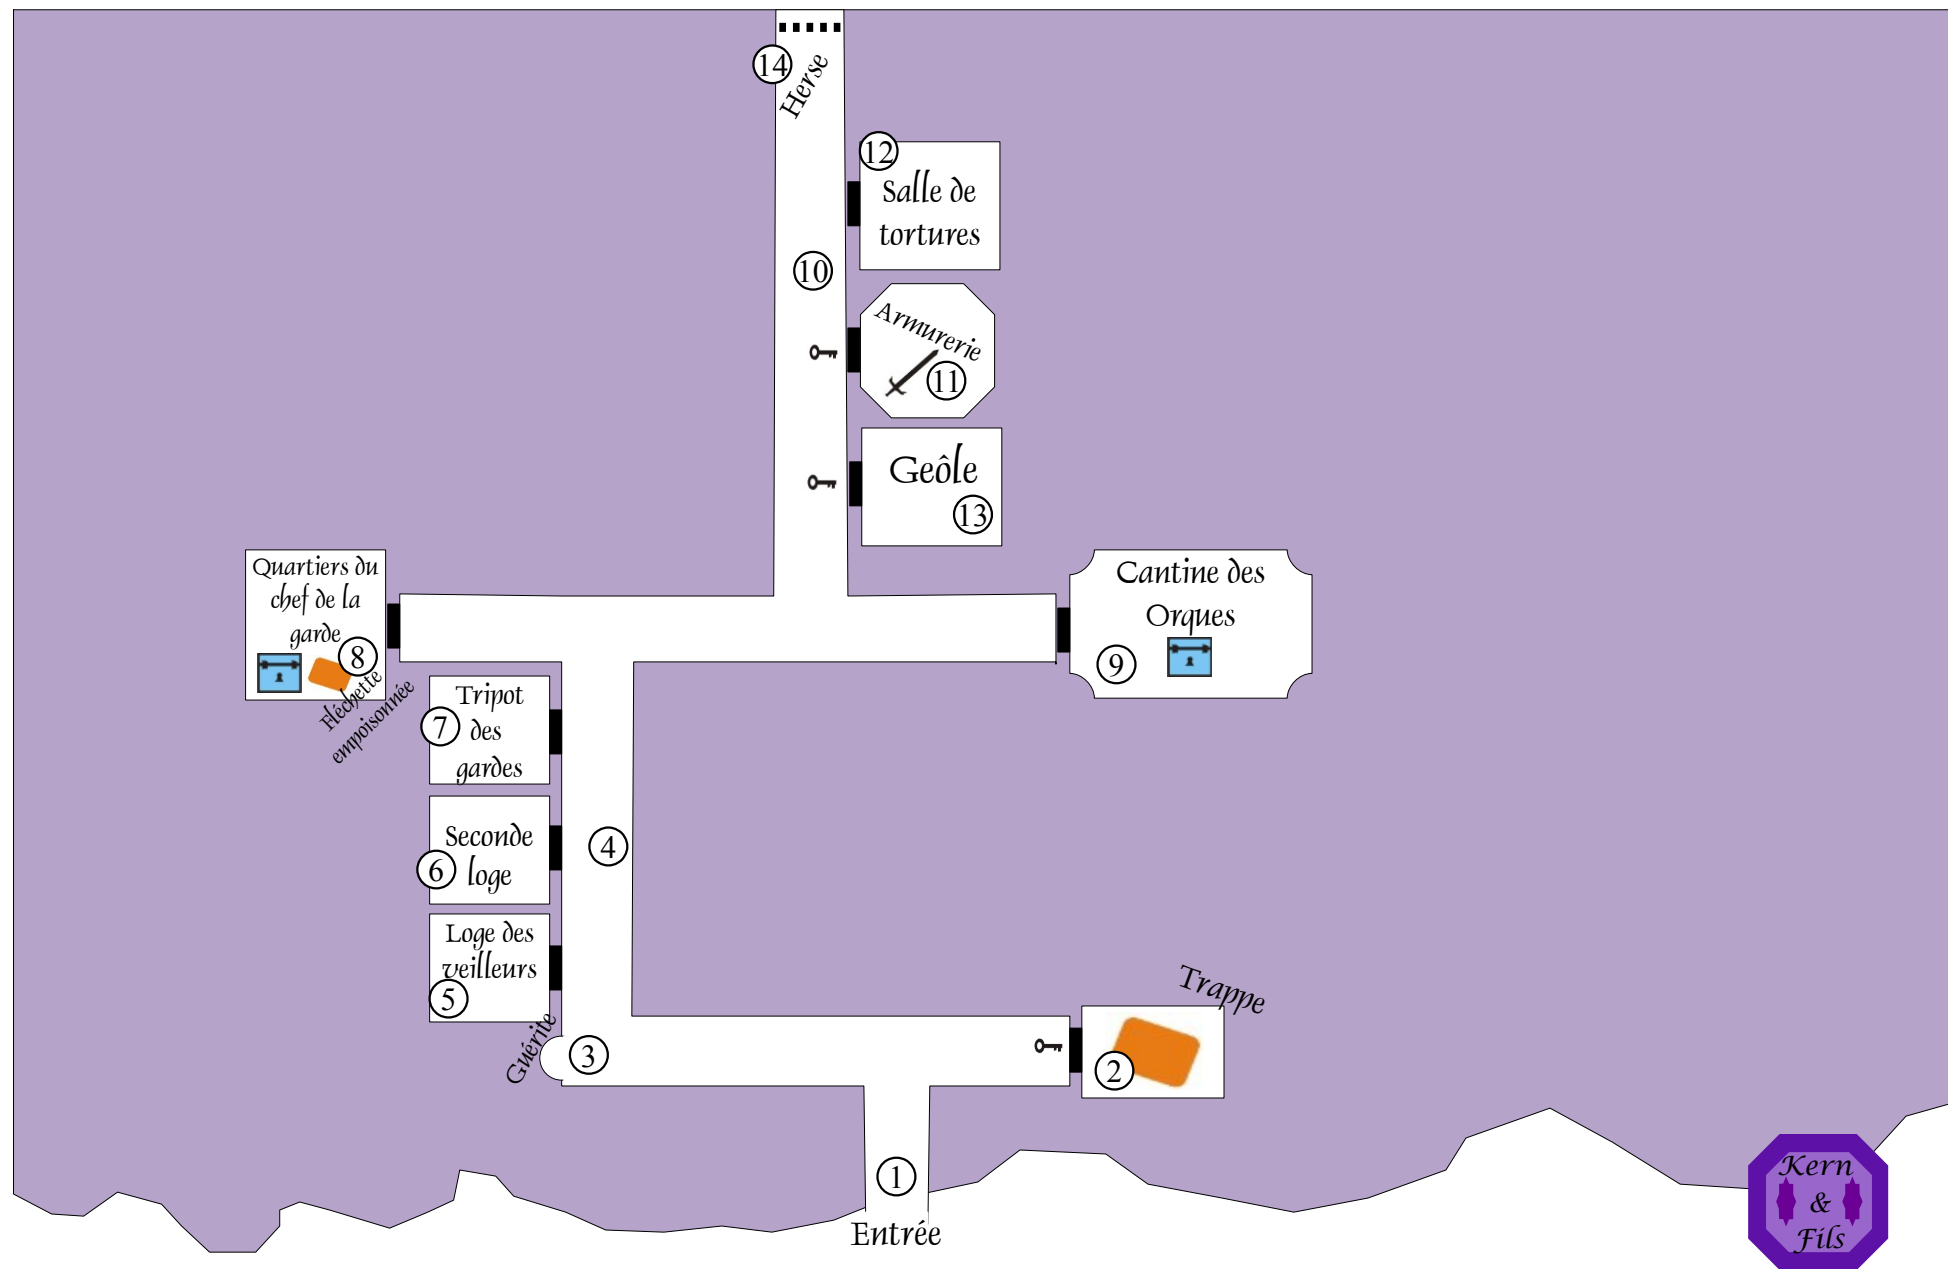 14
Herse
12
Salle de
tortures
10
Armurerie
11
Geôle
13
Quartiers du
chef de la
garde
8
Fléchette
empoisonnée
Cantine des
Orques
9
Tripot
7
des
gardes
4
Seconde
6
loge
Loge des
veilleurs
5
Guérite
3
Trappe
2
1
Entrée
Kern
&
Fils